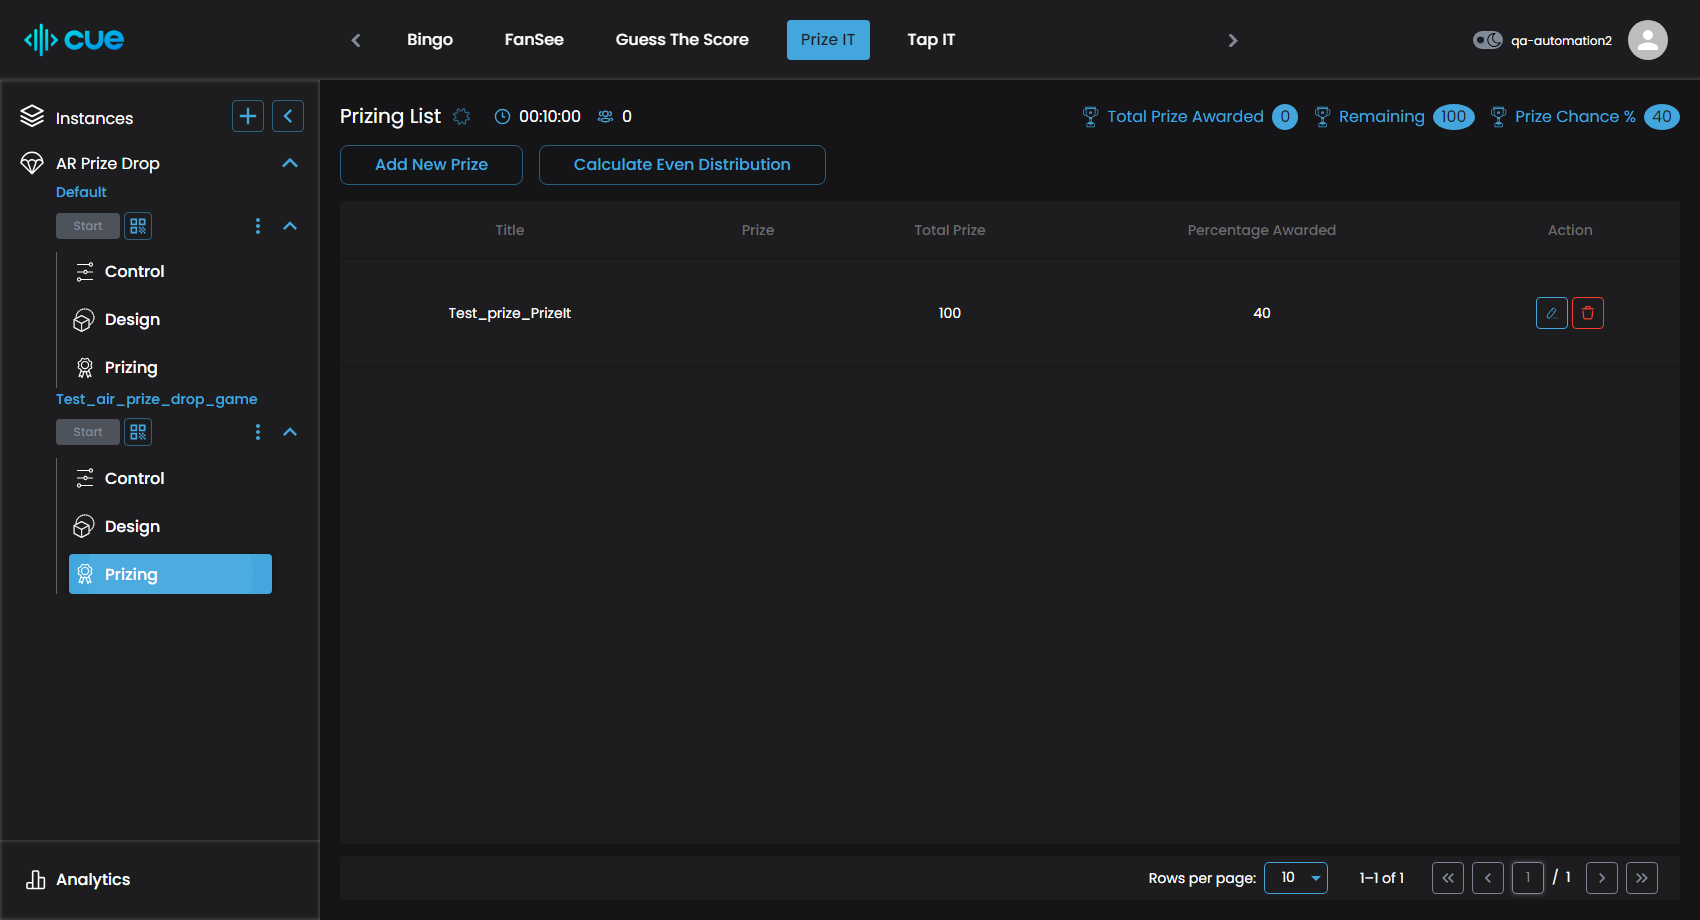 cue
Bingo FanSee Guess The Score Prize IT Tap IT
qa-automation2
Instances
AR Prize Drop
Default
Start
Control
Design
Prizing
Test_air_prize_drop_game
Start
Control
Design
Prizing
Analytics
Prizing List 00:10:00 0
Total Prize Awarded 0 Remaining 100 Prize Chance % 40
Add New Prize Calculate Even Distribution
Title Prize Total Prize Percentage Awarded Action
Test_prize_PrizeIt 100 40
Rows per page: 10 1–1 of 1 1 / 1